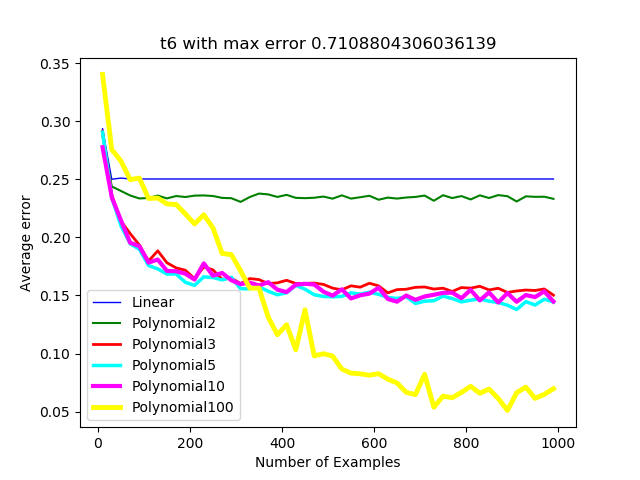 t6 with max error 0.7108804306036139
0.35
0.30
0.25
0.20
0.15
0.10
0.05
Average error
Linear
Polynomial2
Polynomial3
Polynomial5
Polynomial10
Polynomial100
0 200 400 600 800 1000
Number of Examples